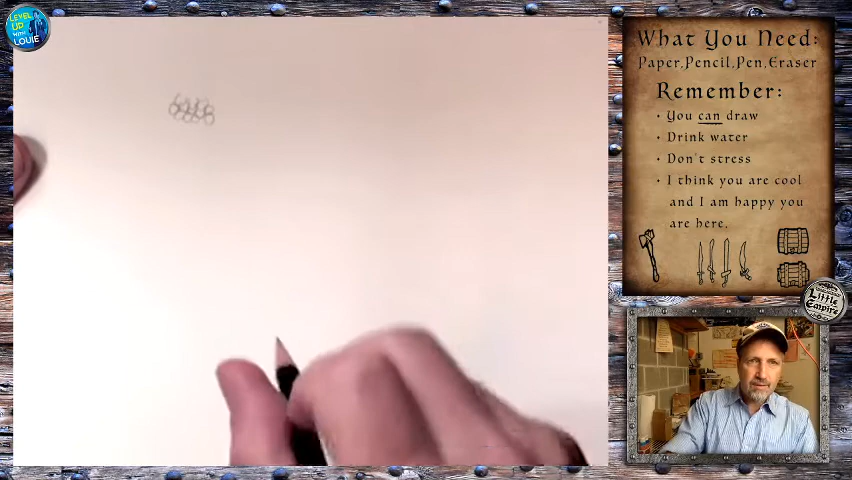 LEVEL
UP
WITH
LOUIE
What You Need:
Paper,Pencil,Pen,Eraser
Remember:
• You can draw
• Drink water
• Don't stress
• I think you are cool
and I am happy you
are here.
Little
Empire